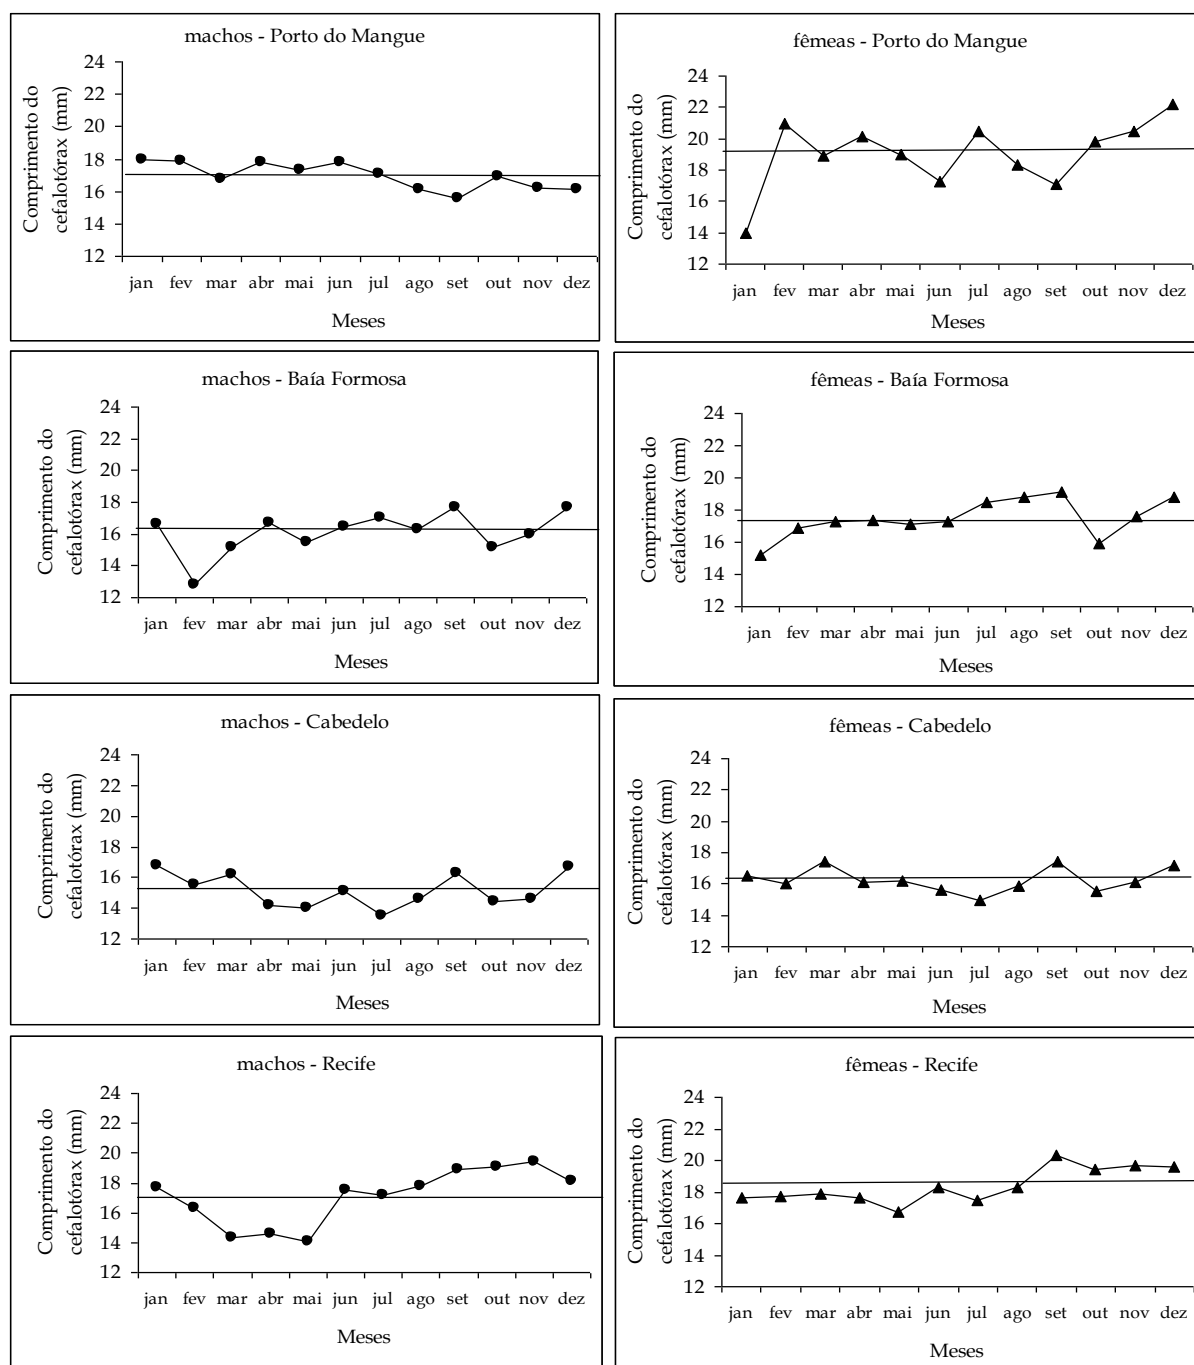 machos - Porto do Mangue
Comprimento do
cefalotórax (mm)
24
22
20
18
16
14
12
jan fev mar abr mai jun jul ago set out nov dez
Meses
fêmeas - Porto do Mangue
Comprimento do
cefalotórax (mm)
24
22
20
18
16
14
12
jan fev mar abr mai jun jul ago set out nov dez
Meses
machos - Baía Formosa
Comprimento do
cefalotórax (mm)
24
22
20
18
16
14
12
jan fev mar abr mai jun jul ago set out nov dez
Meses
fêmeas - Baía Formosa
Comprimento do
cefalotórax (mm)
24
22
20
18
16
14
12
jan fev mar abr mai jun jul ago set out nov dez
Meses
machos - Cabedelo
Comprimento do
cefalotórax (mm)
24
22
20
18
16
14
12
jan fev mar abr mai jun jul ago set out nov dez
Meses
fêmeas - Cabedelo
Comprimento do
cefalotórax (mm)
24
22
20
18
16
14
12
jan fev mar abr mai jun jul ago set out nov dez
Meses
machos - Recife
Comprimento do
cefalotórax (mm)
24
22
20
18
16
14
12
jan fev mar abr mai jun jul ago set out nov dez
Meses
fêmeas - Recife
Comprimento do
cefalotórax (mm)
24
22
20
18
16
14
12
jan fev mar abr mai jun jul ago set out nov dez
Meses